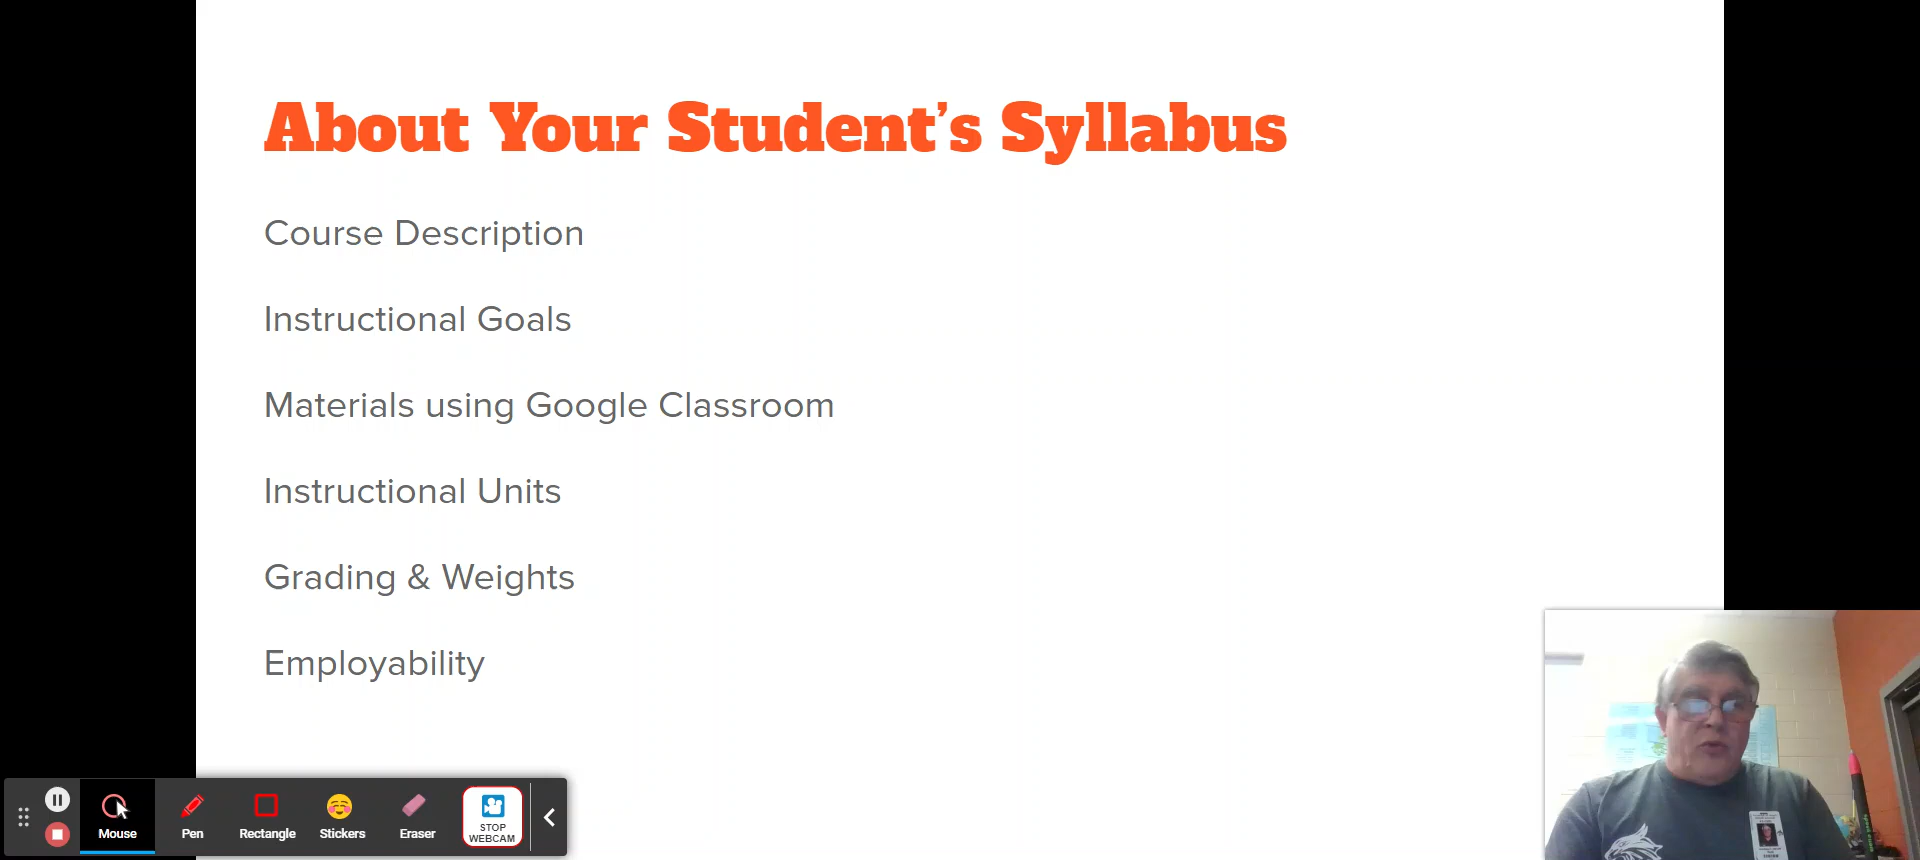 About Your Student’s Syllabus
Course Description
Instructional Goals
Materials using Google Classroom
Instructional Units
Grading & Weights
Employability
Mouse
Pen
Rectangle
Stickers
Eraser
STOP
WEBCAM